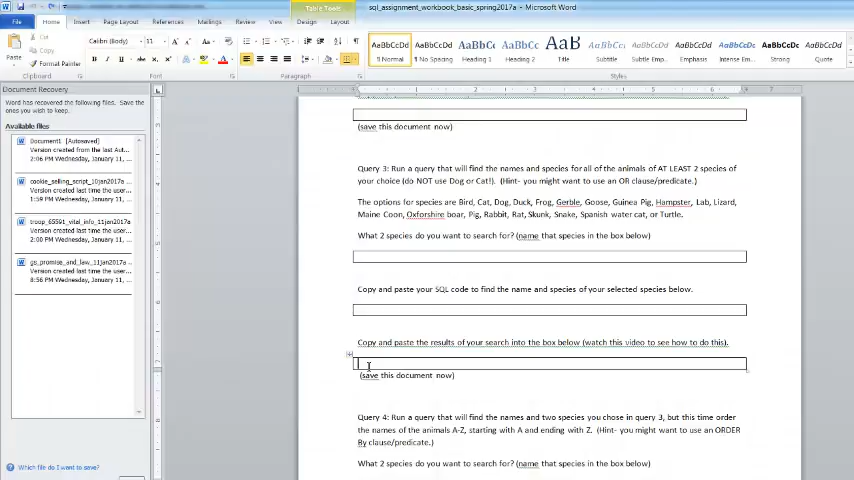 sql_assignment_workbook_basic_spring2017a - Microsoft Word
Table Tools
File
Home
Insert
Page Layout
References
Mailings
Review
View
Design
Layout
Cut
Copy
Format Painter
Paste
Clipboard
Calibri (Body)
11
Font
Paragraph
AaBbCcDd
¶ Normal
AaBbCcDd
¶ No Spacing
AaBbC
Heading 1
AaBbCc
Heading 2
AaB
Title
AaBbCc
Subtitle
AaBbCcDd
Subtle Emp...
AaBbCcDd
Emphasis
AaBbCcDd
Intense Em...
AaBbCcDd
Strong
AaBbCcDd
Quote
Styles
Document Recovery
Word has recovered the following files. Save the
ones you wish to keep.
Available files
Document1 [Autosaved]
Version created from the last Aut...
2:06 PM Wednesday, January 11, ...
cookie_selling_script_10jan2017a ...
Version created last time the user...
1:59 PM Wednesday, January 11, ...
troop_65591_vital_info_11jan2017a
Version created last time the user...
2:00 PM Wednesday, January 11, ...
gs_promise_and_law_11jan2017a ...
Version created last time the user...
8:56 PM Wednesday, January 11, ...
Which file do I want to save?
(save this document now)
Query 3: Run a query that will find the names and species for all of the animals of AT LEAST 2 species of
your choice (do NOT use Dog or Cat!). (Hint- you might want to use an OR clause/predicate.)
The options for species are Bird, Cat, Dog, Duck, Frog, Gerble, Goose, Guinea Pig, Hampster, Lab, Lizard,
Maine Coon, Oxforshire boar, Pig, Rabbit, Rat, Skunk, Snake, Spanish water cat, or Turtle.
What 2 species do you want to search for? (name that species in the box below)
Copy and paste your SQL code to find the name and species of your selected species below.
Copy and paste the results of your search into the box below (watch this video to see how to do this).
(save this document now)
Query 4: Run a query that will find the names and two species you chose in query 3, but this time order
the names of the animals A-Z, starting with A and ending with Z. (Hint- you might want to use an ORDER
By clause/predicate.)
What 2 species do you want to search for? (name that species in the box below)